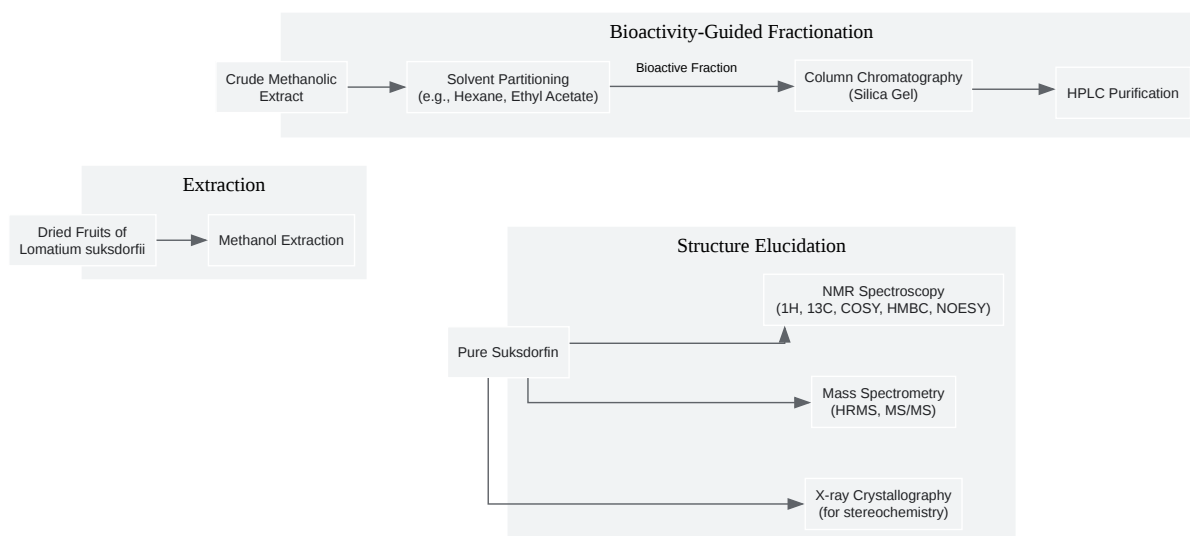 Bioactivity-Guided Fractionation
Crude Methanolic
Extract
Solvent Partitioning
(e.g., Hexane, Ethyl Acetate)
Bioactive Fraction
Column Chromatography
(Silica Gel)
HPLC Purification
Extraction
Dried Fruits of
Lomatium suksdorfii
Methanol Extraction
Structure Elucidation
NMR Spectroscopy
(1H, 13C, COSY, HMBC, NOESY)
Pure Suksdorfin
Mass Spectrometry
(HRMS, MS/MS)
X-ray Crystallography
(for stereochemistry)